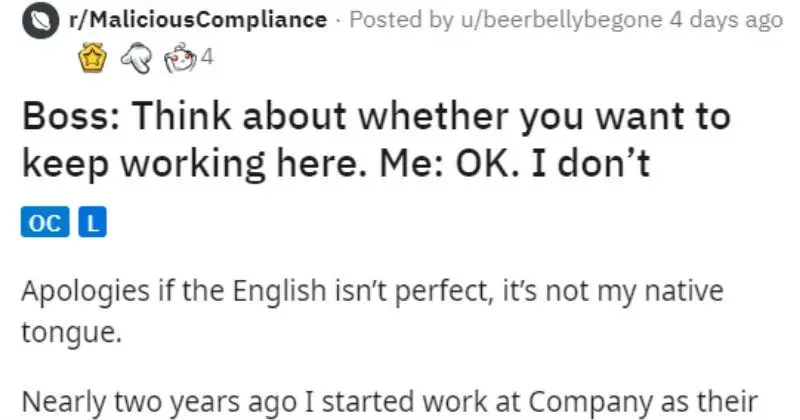 r/MaliciousCompliance · Posted by u/beerbellybegone 4 days ago
4
Boss: Think about whether you want to
keep working here. Me: OK. I don’t
OC L
Apologies if the English isn’t perfect, it’s not my native
tongue.
Nearly two years ago I started work at Company as their